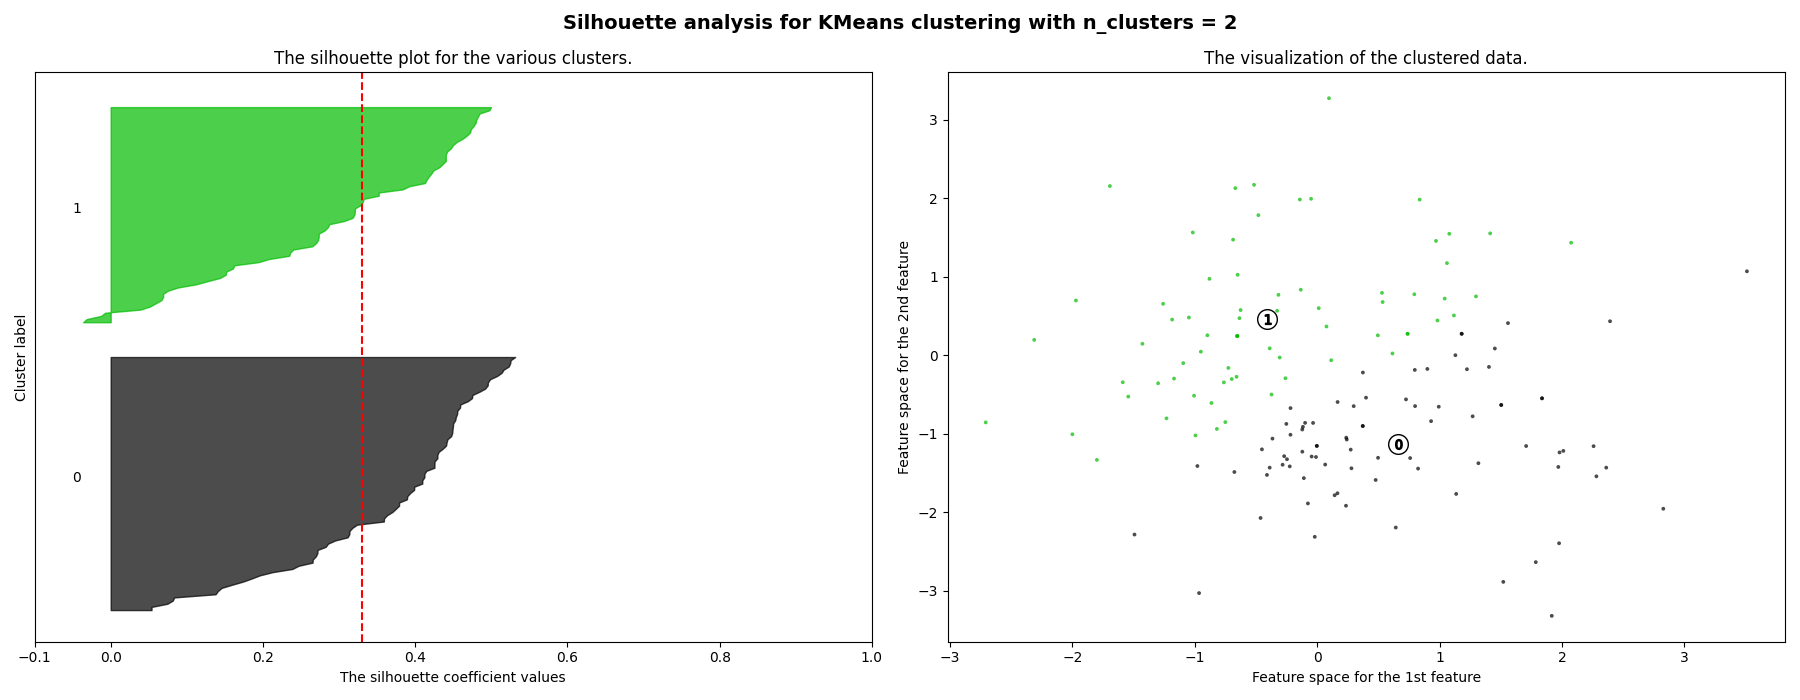 Silhouette analysis for KMeans clustering with n_clusters = 2
The silhouette plot for the various clusters.
Cluster label
1
0
−0.1 0.0 0.2 0.4 0.6 0.8 1.0
The silhouette coefficient values
The visualization of the clustered data.
Feature space for the 2nd feature
3
2
1
0
−1
−2
−3
1
0
−3 −2 −1 0 1 2 3
Feature space for the 1st feature